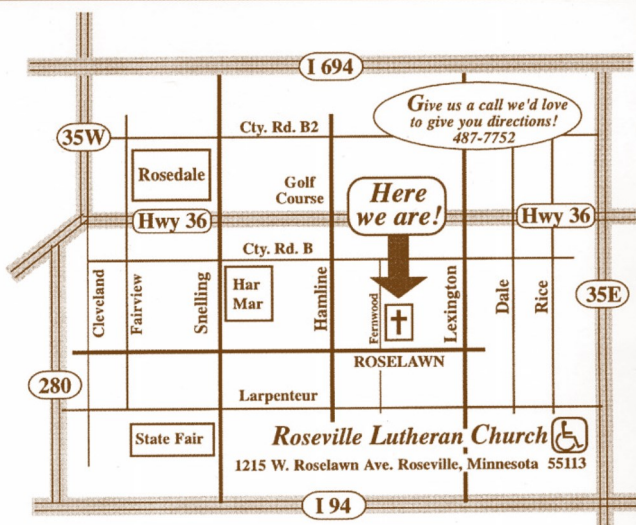 I 694
Give us a call we'd love
to give you directions!
487-7752
35W
Cty. Rd. B2
Rosedale
Golf
Course
Here
we are!
Hwy 36
Hwy 36
Cty. Rd. B
Cleveland
Fairview
Snelling
Har
Mar
Hamline
Fernwood
Lexington
Dale
Rice
35E
ROSELAWN
280
Larpenteur
State Fair
Roseville Lutheran Church
1215 W. Roselawn Ave. Roseville, Minnesota 55113
I 94